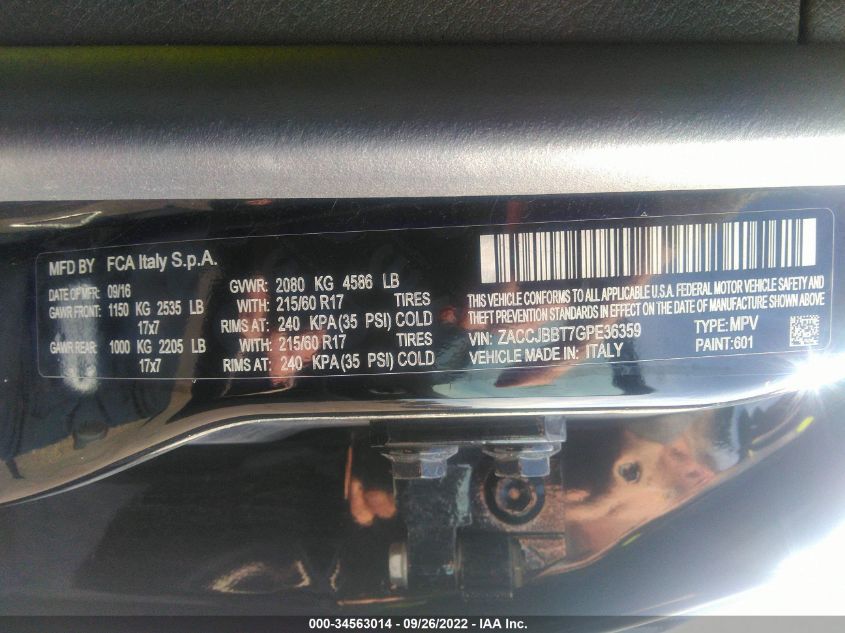 MFD BY FCA Italy S.p.A.
DATE OF MFR: 09/16
GVWR: 2080 KG 4586 LB
GAWR FRONT: 1150 KG 2535 LB WITH: 215/60 R17 TIRES
17x7 RIMS AT: 240 KPA(35 PSI) COLD
GAWR REAR: 1000 KG 2205 LB WITH: 215/60 R17 TIRES
17x7 RIMS AT: 240 KPA(35 PSI) COLD
THIS VEHICLE CONFORMS TO ALL APPLICABLE U.S.A. FEDERAL MOTOR VEHICLE SAFETY AND
THEFT PREVENTION STANDARDS IN EFFECT ON THE DATE OF MANUFACTURE SHOWN ABOVE
VIN: ZACCJBBT7GPE36359 TYPE: MPV
VEHICLE MADE IN: ITALY PAINT:601
000-34563014 - 09/26/2022 - IAA Inc.